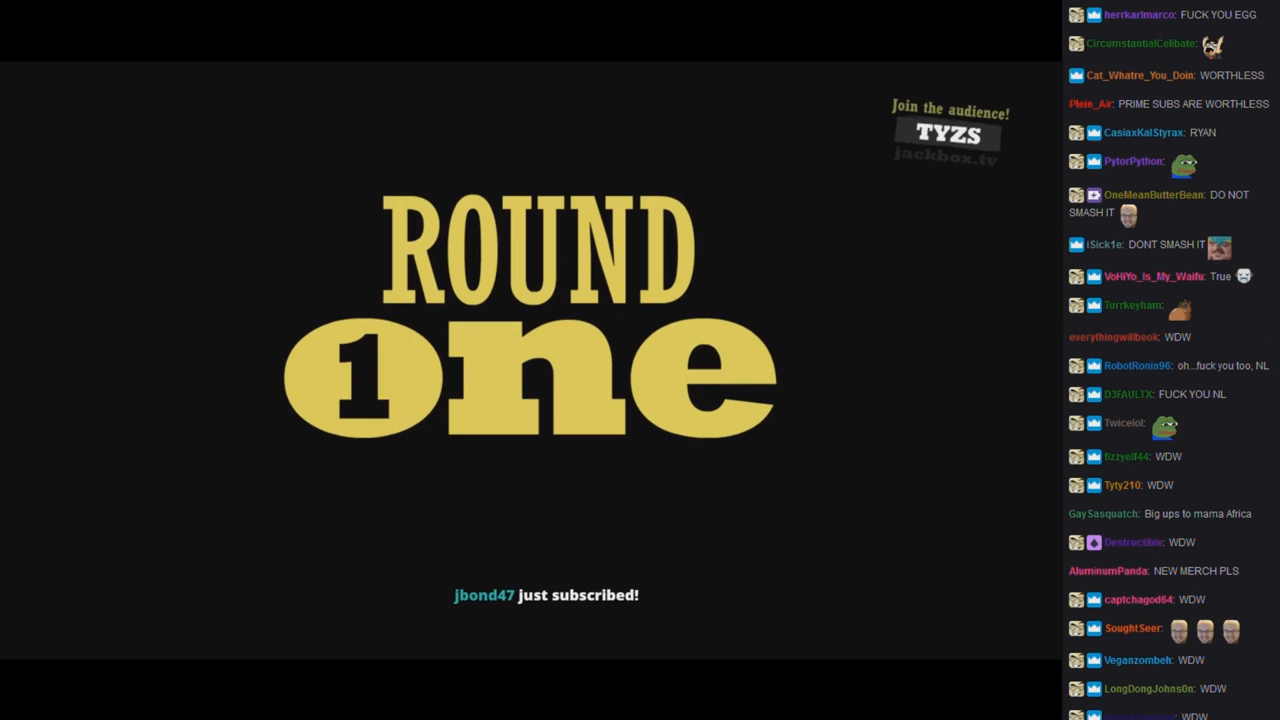 Join the audience!
TYZS
jackbox.tv
ROUND
1
one
jbond47 just subscribed!
herrkarlmarco: FUCK YOU EGG
CircumstantialCelibate:
Cat_Whatre_You_Doin: WORTHLESS
Plein_Air: PRIME SUBS ARE WORTHLESS
CasiaxKalStyrax: RYAN
PytorPython:
OneMeanButterBean: DO NOT
SMASH IT
iSick1e: DONT SMASH IT
VoHiYo_Is_My_Waifu: True
Turrkeyham:
everythingwillbeok: WDW
RobotRonin96: oh...fuck you too, NL
D3fAULTX: FUCK YOU NL
Twicelol:
fizzyelf44: WDW
Tyty210: WDW
GaySasquatch: Big ups to mama Africa
Destructible: WDW
AluminumPanda: NEW MERCH PLS
captchagod64: WDW
SoughtSeer:
Veganzombeh: WDW
LongDongJohns0n: WDW
WDW